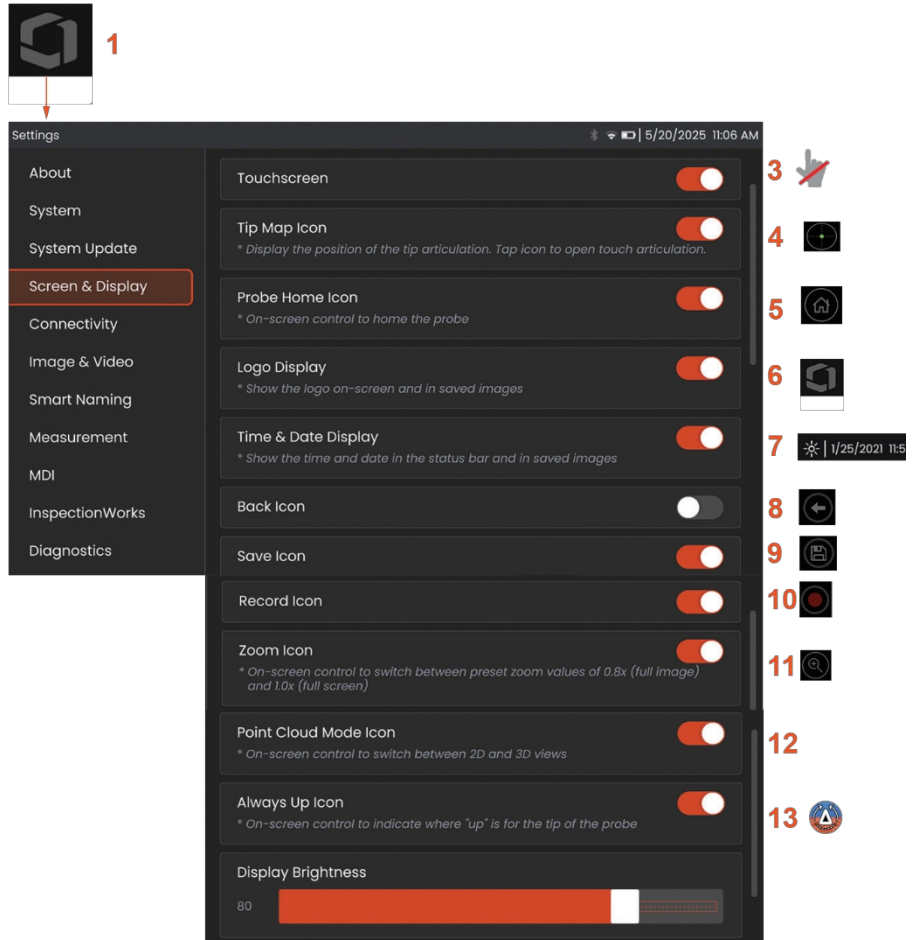 1
Settings
5/20/2025 11:06 AM
About
System
System Update
Screen & Display
Connectivity
Image & Video
Smart Naming
Measurement
MDI
InspectionWorks
Diagnostics
Touchscreen
3
Tip Map Icon
* Display the position of the tip articulation. Tap icon to open touch articulation.
4
Probe Home Icon
* On-screen control to home the probe
5
Logo Display
* Show the logo on-screen and in saved images
6
Time & Date Display
* Show the time and date in the status bar and in saved images
7
1/25/2021 11:5
Back Icon
8
Save Icon
9
Record Icon
10
Zoom Icon
* On-screen control to switch between preset zoom values of 0.8x (full image)
and 1.0x (full screen)
11
Point Cloud Mode Icon
* On-screen control to switch between 2D and 3D views
12
Always Up Icon
* On-screen control to indicate where "up" is for the tip of the probe
13
Display Brightness
80